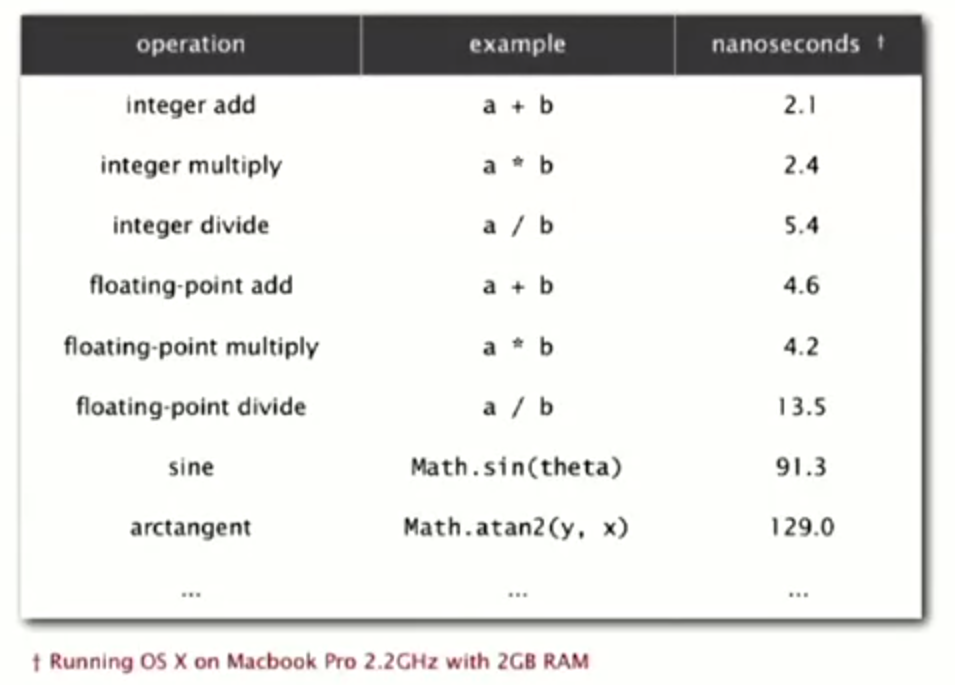 operation example nanoseconds †
integer add a + b 2.1
integer multiply a * b 2.4
integer divide a / b 5.4
floating-point add a + b 4.6
floating-point multiply a * b 4.2
floating-point divide a / b 13.5
sine Math.sin(theta) 91.3
arctangent Math.atan2(y, x) 129.0
... ... ...
† Running OS X on Macbook Pro 2.2GHz with 2GB RAM